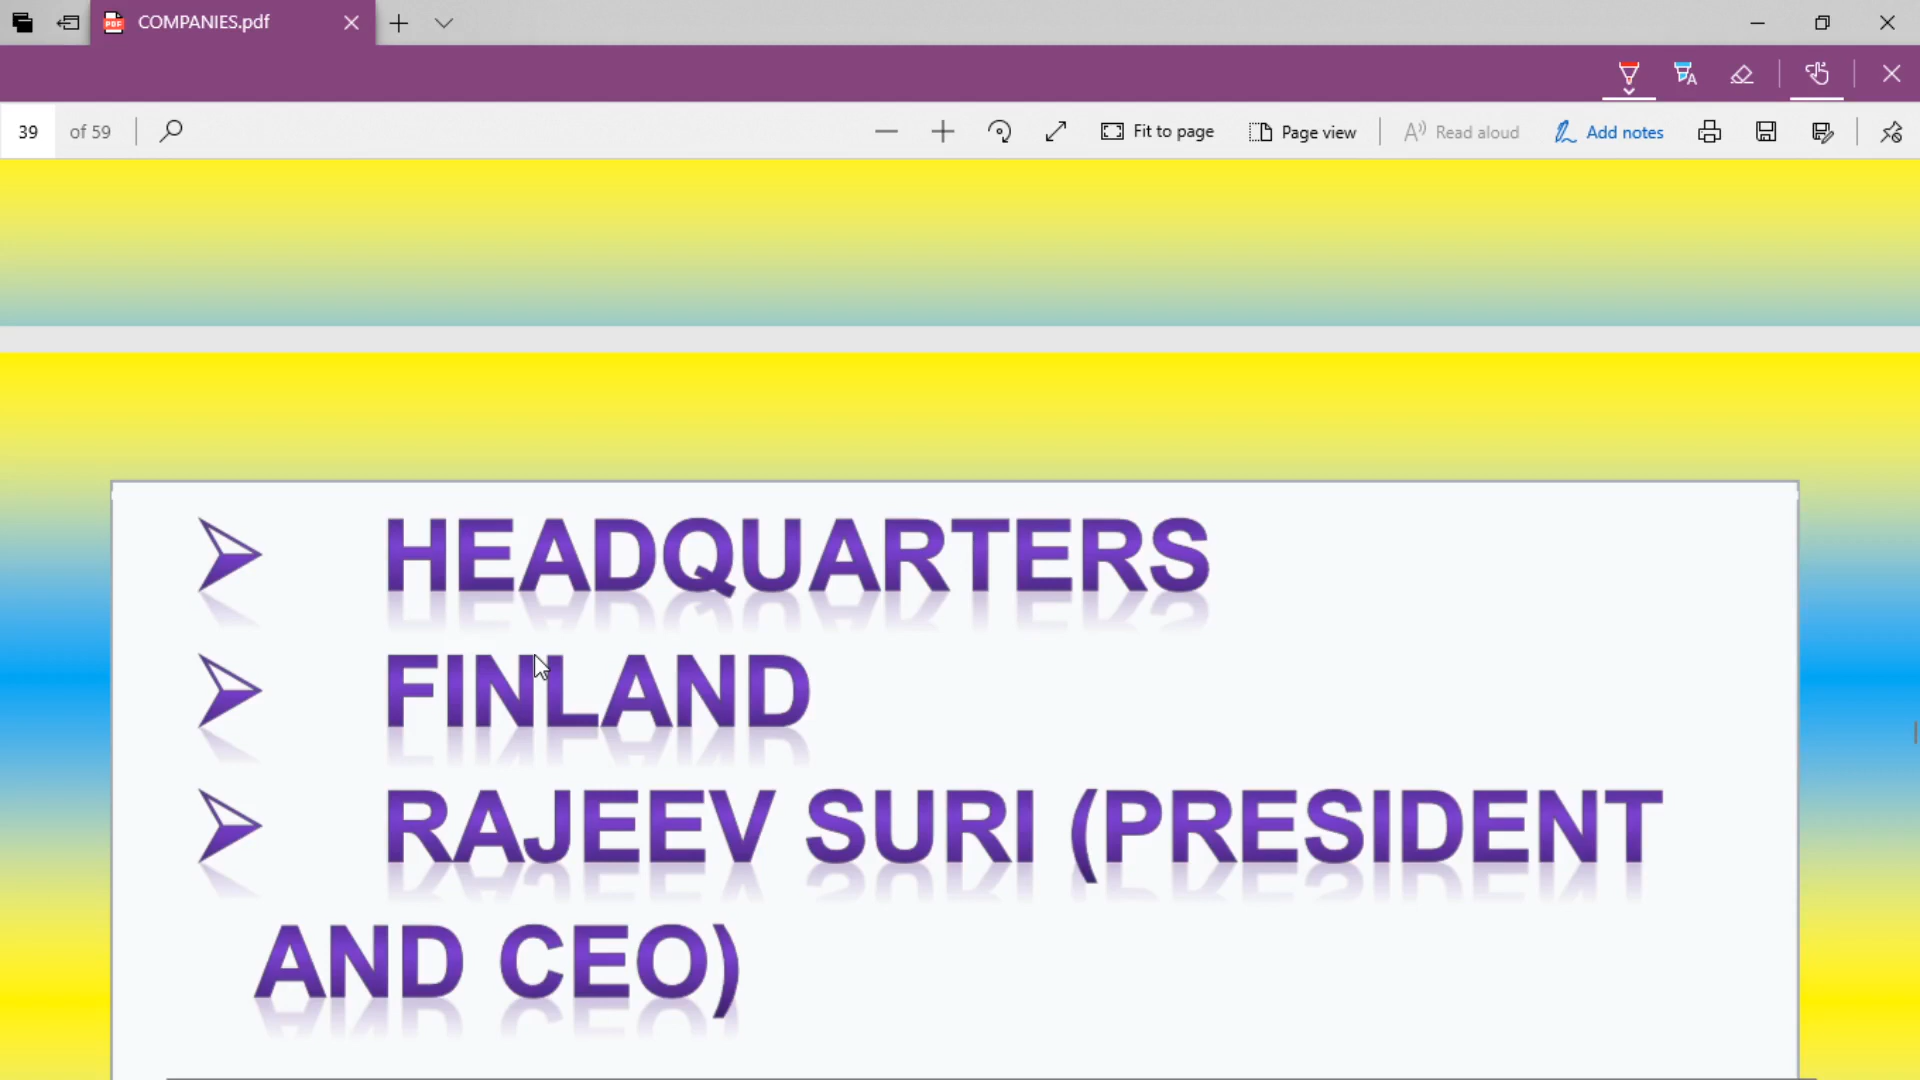 COMPANIES.pdf
39 of 59 Fit to page Page view Read aloud Add notes
HEADQUARTERS
FINLAND
RAJEEV SURI (PRESIDENT
AND CEO)